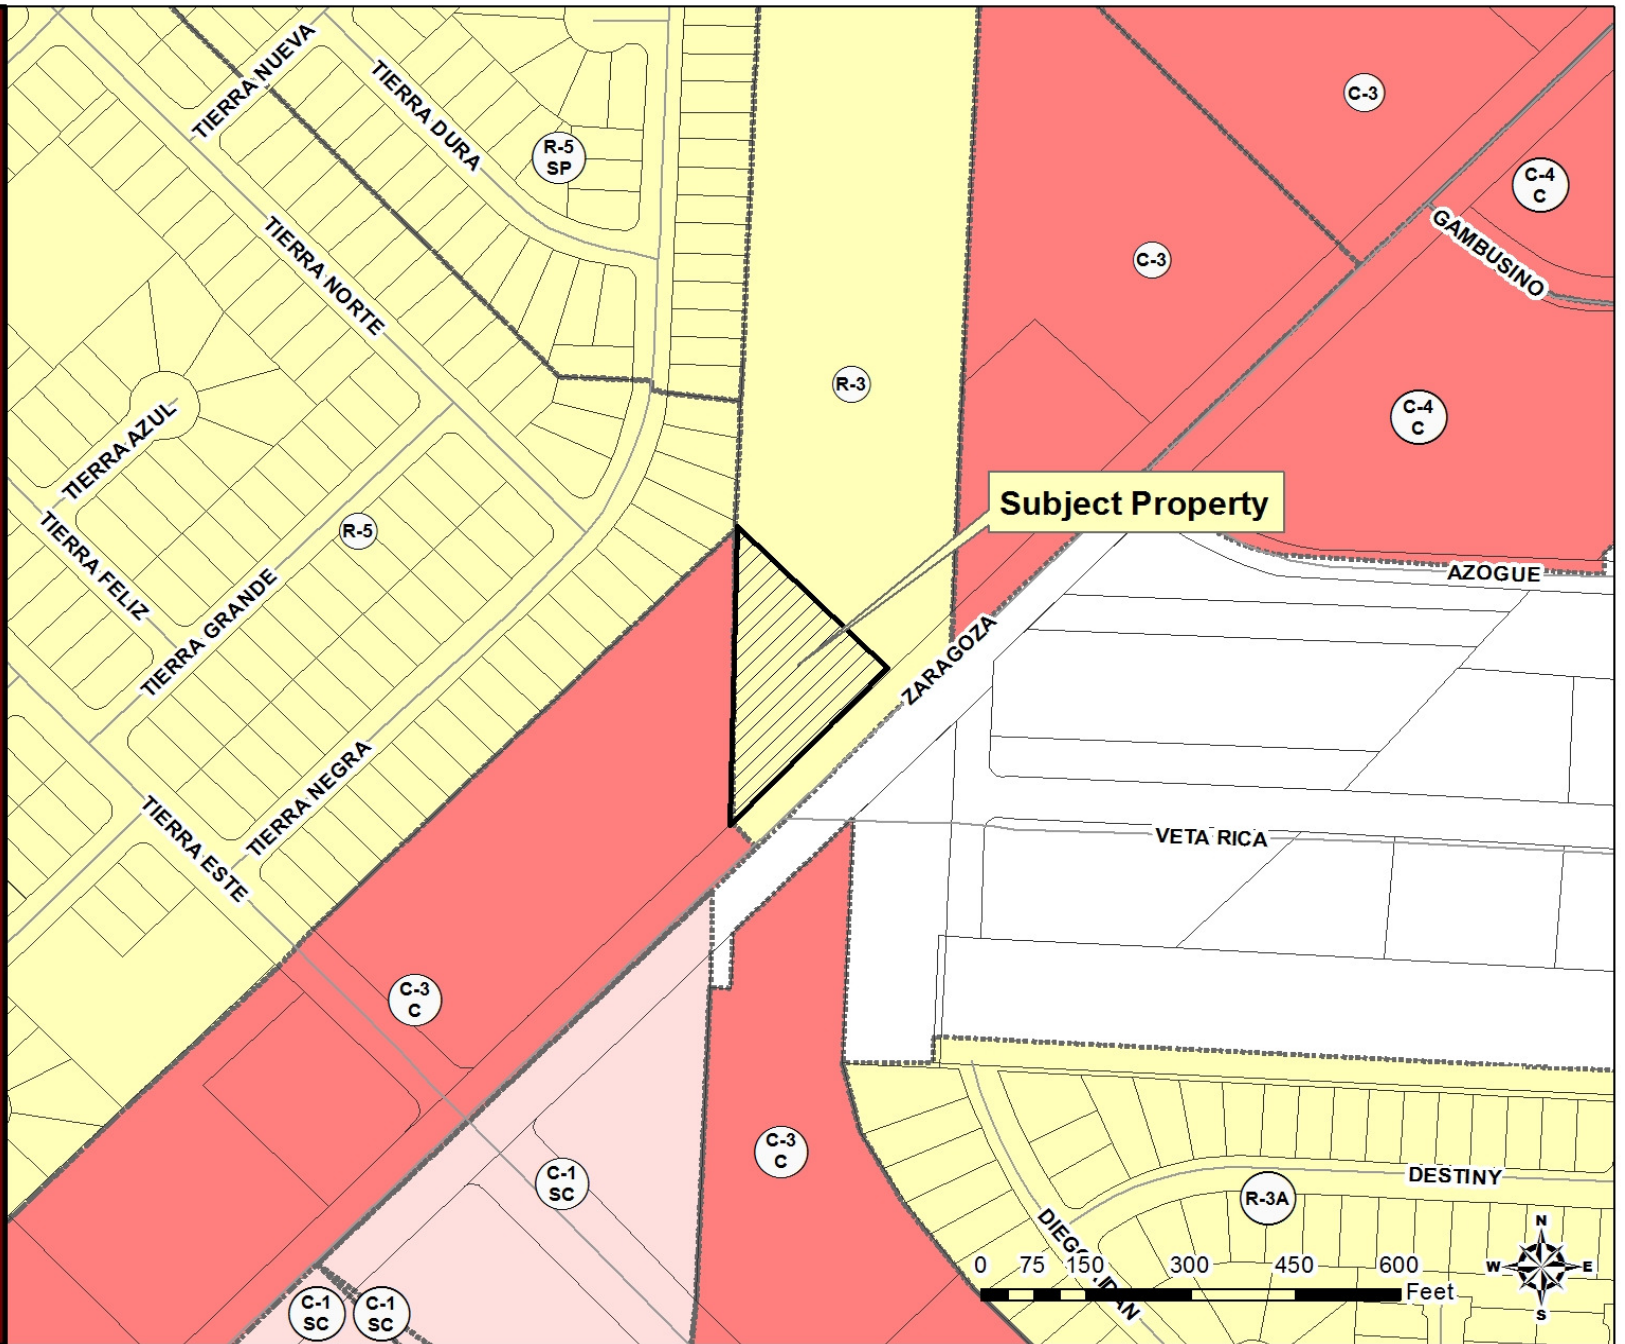 TIERRA NUEVA
TIERRA DURA
C-3
R-5
SP
C-4
C
GAMBUSINO
C-3
TIERRA NORTE
R-3
C-4
C
TIERRA AZUL
Subject Property
R-5
TIERRA FELIZ
AZOGUE
TIERRA GRANDE
ZARAGOZA
TIERRA NEGRA
TIERRA ESTE
VETA RICA
C-3
C
C-3
C
C-1
SC
DESTINY
R-3A
N
W
E
S
0 75 150 300 450 600
Feet
C-1
SC
C-1
SC